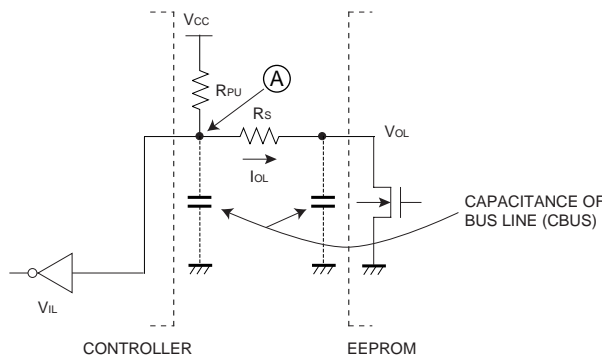 VCC
A
RPU
RS
VOL
IOL
CAPACITANCE OF
BUS LINE (CBUS)
VIL
CONTROLLER
EEPROM